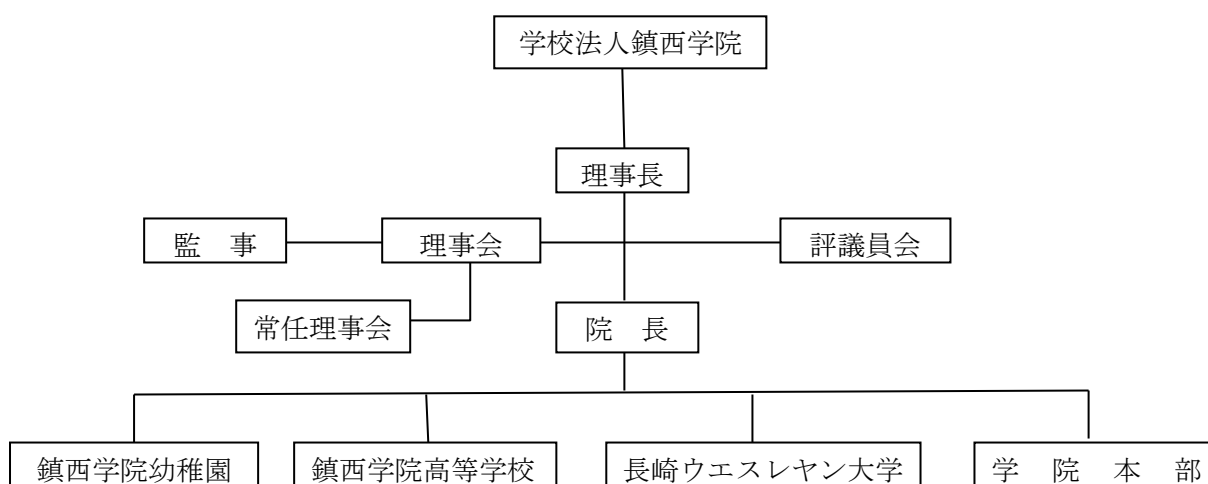 学校法人鎮西学院
理事長
監　事
理事会
評議員会
常任理事会
院　長
鎮西学院幼稚園
鎮西学院高等学校
長崎ウエスレヤン大学
学　院　本　部